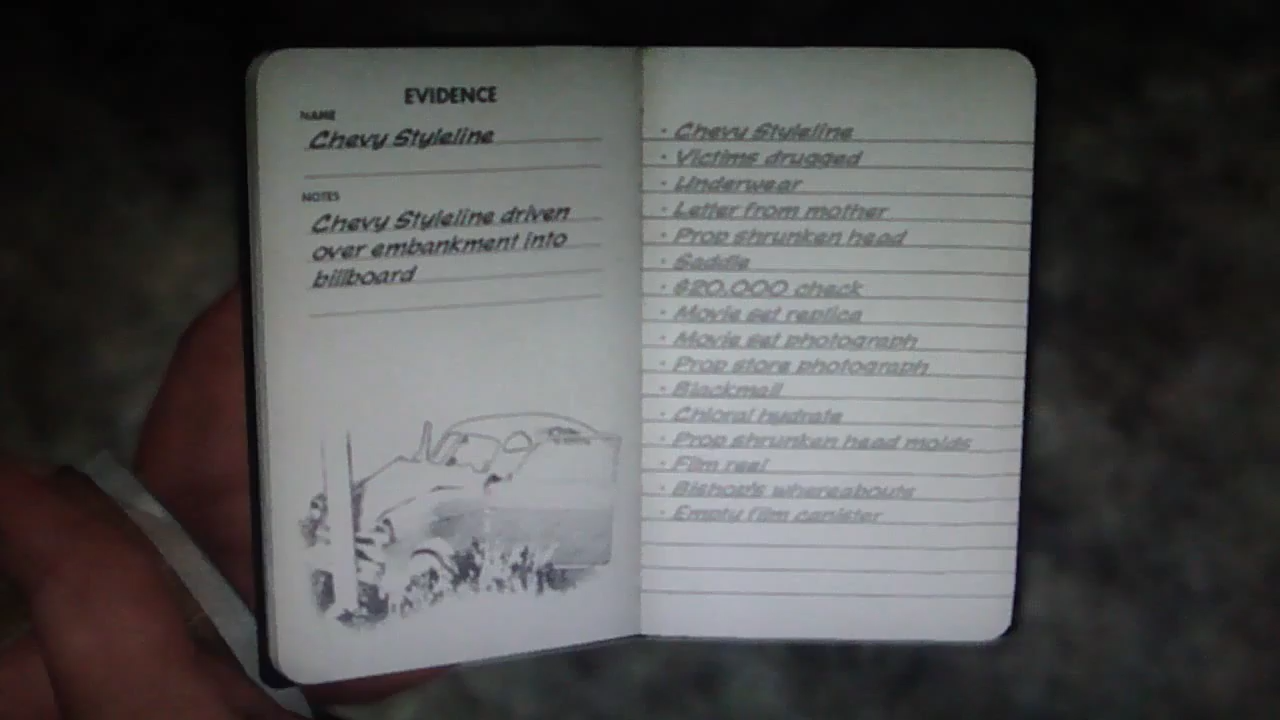 EVIDENCE
NAME
Chevy Styleline
NOTES
Chevy Styleline driven
over embankment into
billboard
· Chevy Styleline
· Victims drugged
· Underwear
· Letter from mother
· Prop shrunken head
· Saddle
· $20,000 check
· Movie set replica
· Movie set photograph
· Prop store photograph
· Blackmail
· Chloral hydrate
· Prop shrunken head molds
· Film reel
· Bishop's whereabouts
· Empty film canister